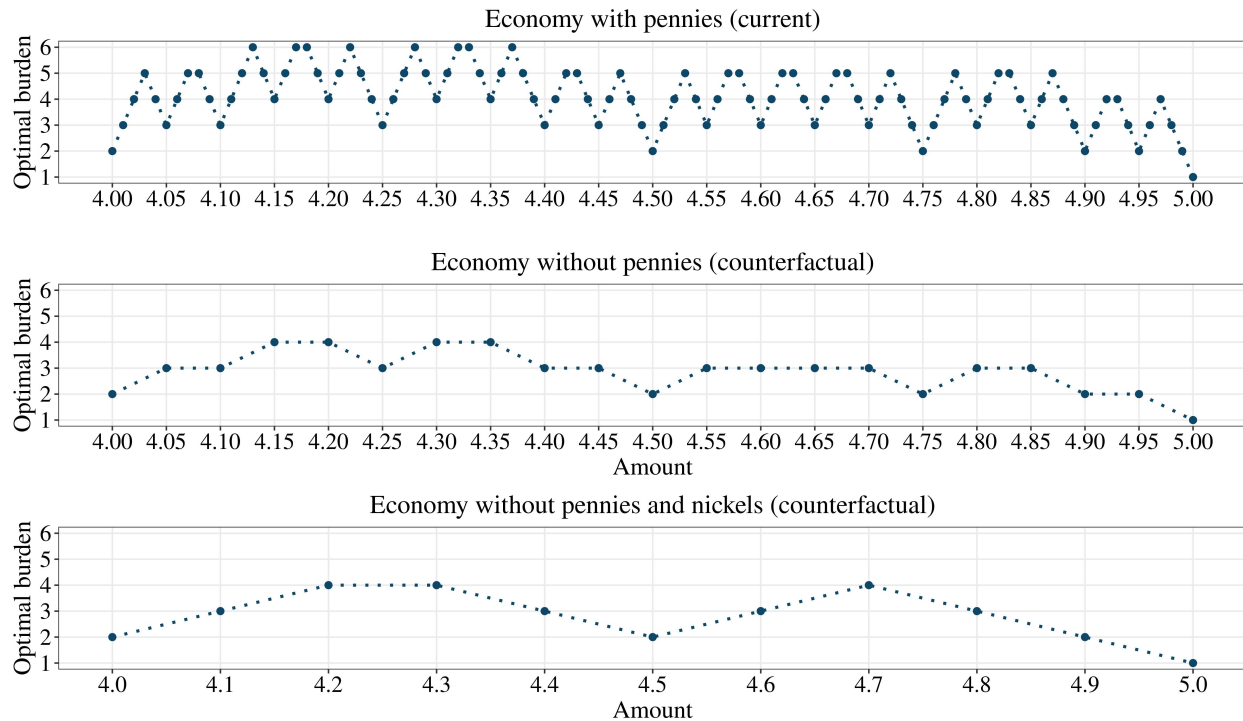 Economy with pennies (current)
Optimal burden
6
5
4
3
2
1
4.00 4.05 4.10 4.15 4.20 4.25 4.30 4.35 4.40 4.45 4.50 4.55 4.60 4.65 4.70 4.75 4.80 4.85 4.90 4.95 5.00
Economy without pennies (counterfactual)
Optimal burden
6
5
4
3
2
1
4.00 4.05 4.10 4.15 4.20 4.25 4.30 4.35 4.40 4.45 4.50 4.55 4.60 4.65 4.70 4.75 4.80 4.85 4.90 4.95 5.00
Amount
Economy without pennies and nickels (counterfactual)
Optimal burden
6
5
4
3
2
1
4.0 4.1 4.2 4.3 4.4 4.5 4.6 4.7 4.8 4.9 5.0
Amount